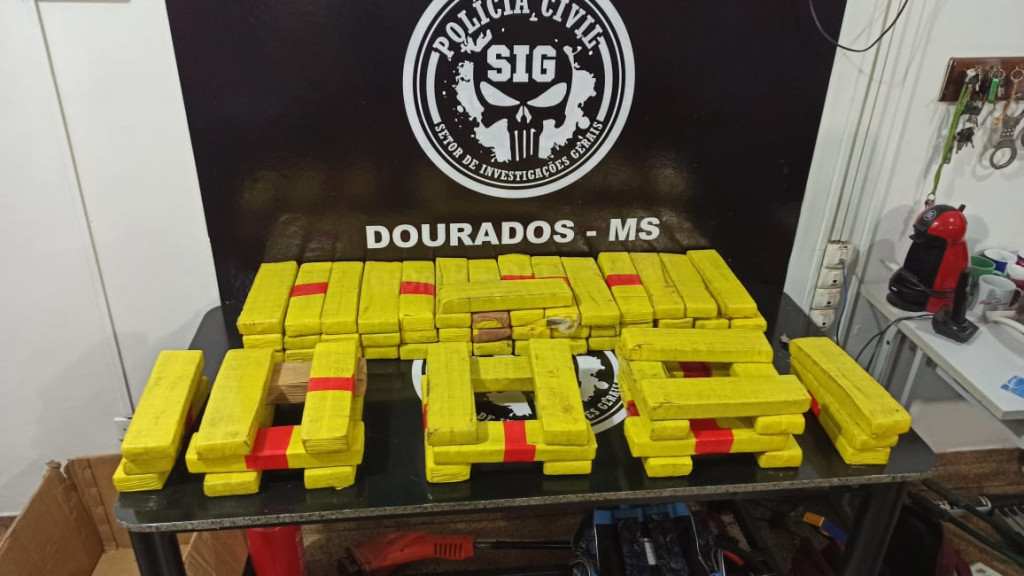 POLÍCIA CIVIL
SIG
SETOR DE INVESTIGAÇÕES GERAIS
DOURADOS - MS